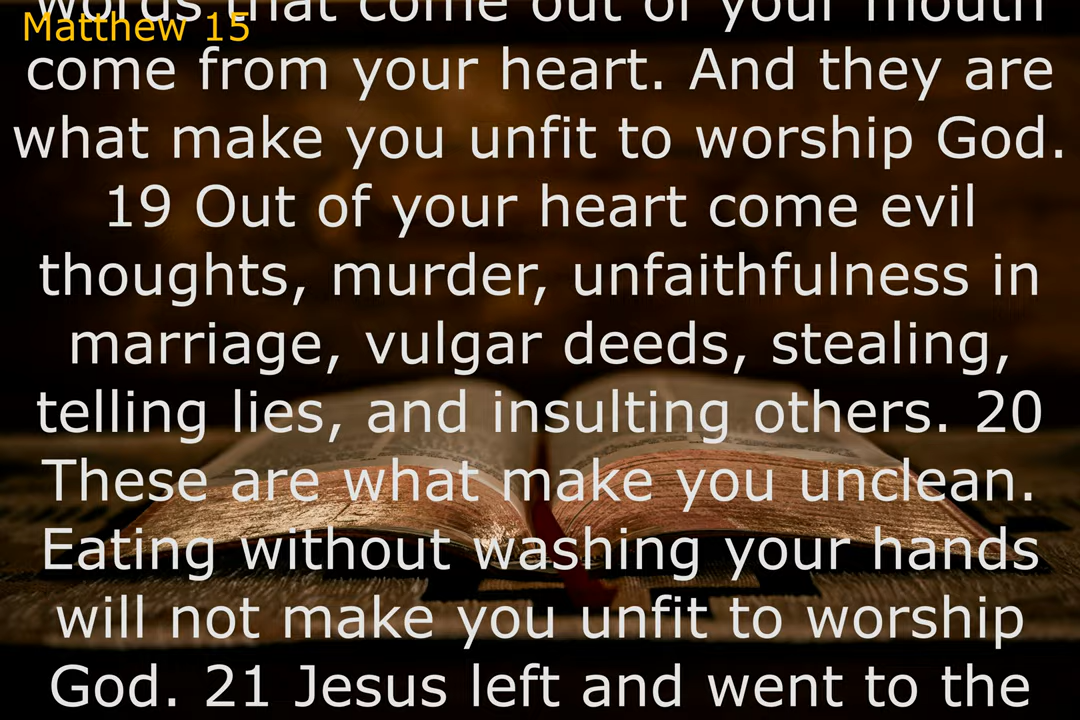 words that come out of your mouth
Matthew 15
come from your heart. And they are
what make you unfit to worship God.
19 Out of your heart come evil
thoughts, murder, unfaithfulness in
marriage, vulgar deeds, stealing,
telling lies, and insulting others. 20
These are what make you unclean.
Eating without washing your hands
will not make you unfit to worship
God. 21 Jesus left and went to the